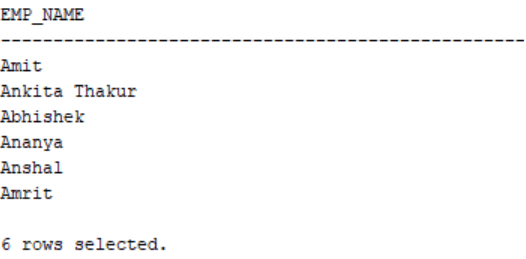 EMP_NAME
--------------------------------------------------
Amit
Ankita Thakur
Abhishek
Ananya
Anshal
Amrit
6 rows selected.